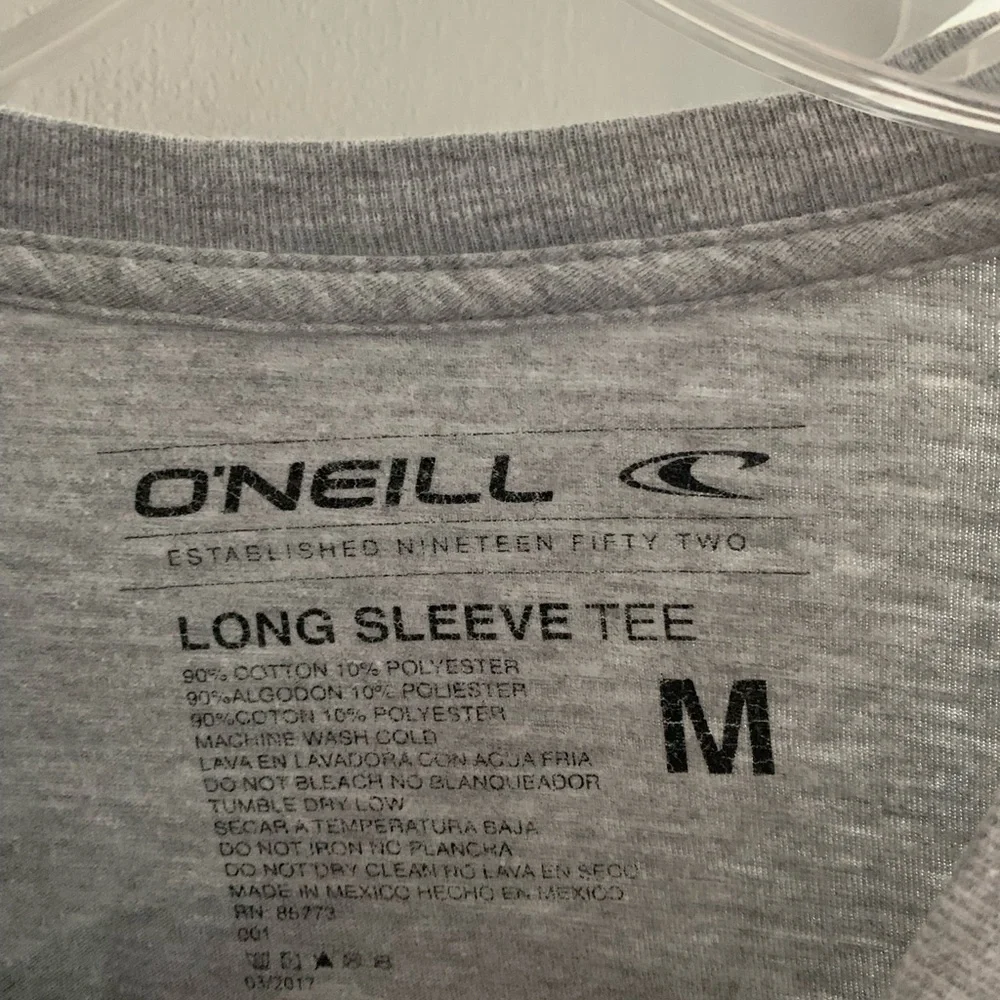 O'NEILL
ESTABLISHED NINETEEN FIFTY TWO
LONG SLEEVE TEE
90% COTTON 10% POLYESTER
90%ALGODON 10% POLIESTER
90%COTON 10% POLYESTER
M
MACHINE WASH COLD
LAVA EN LAVADORA CON AGUA FRIA
DO NOT BLEACH NO BLANQUEADOR
TUMBLE DRY LOW
SECAR A TEMPERATURA BAJA
DO NOT IRON NO PLANCHA
DO NOT DRY CLEAN NO LAVA EN SECO
MADE IN MEXICO HECHO EN MEXICO
RN: 86773
001
03/2017